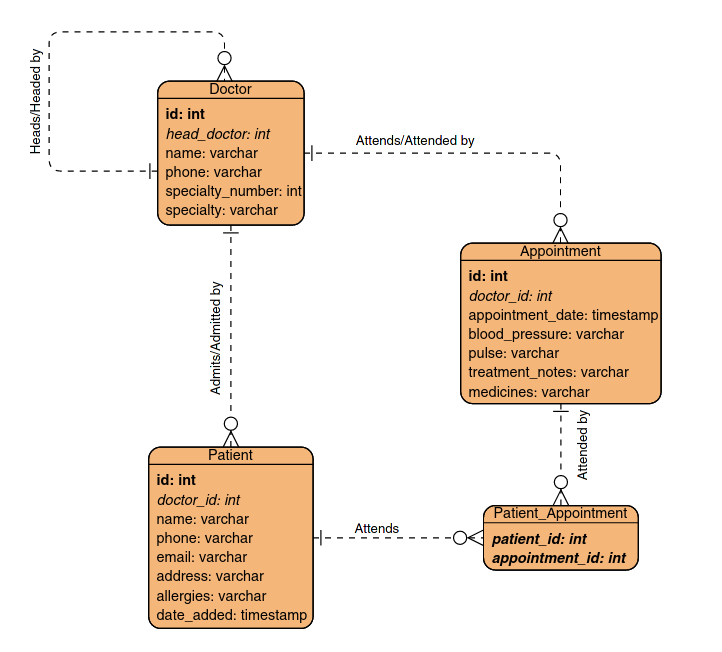 Heads/Headed by
Doctor
id: int
head_doctor: int
name: varchar
phone: varchar
specialty_number: int
specialty: varchar
Attends/Attended by
Appointment
id: int
doctor_id: int
appointment_date: timestamp
blood_pressure: varchar
pulse: varchar
treatment_notes: varchar
medicines: varchar
Admits/Admitted by
Attended by
Patient
id: int
doctor_id: int
name: varchar
phone: varchar
email: varchar
address: varchar
allergies: varchar
date_added: timestamp
Attends
Patient_Appointment
patient_id: int
appointment_id: int